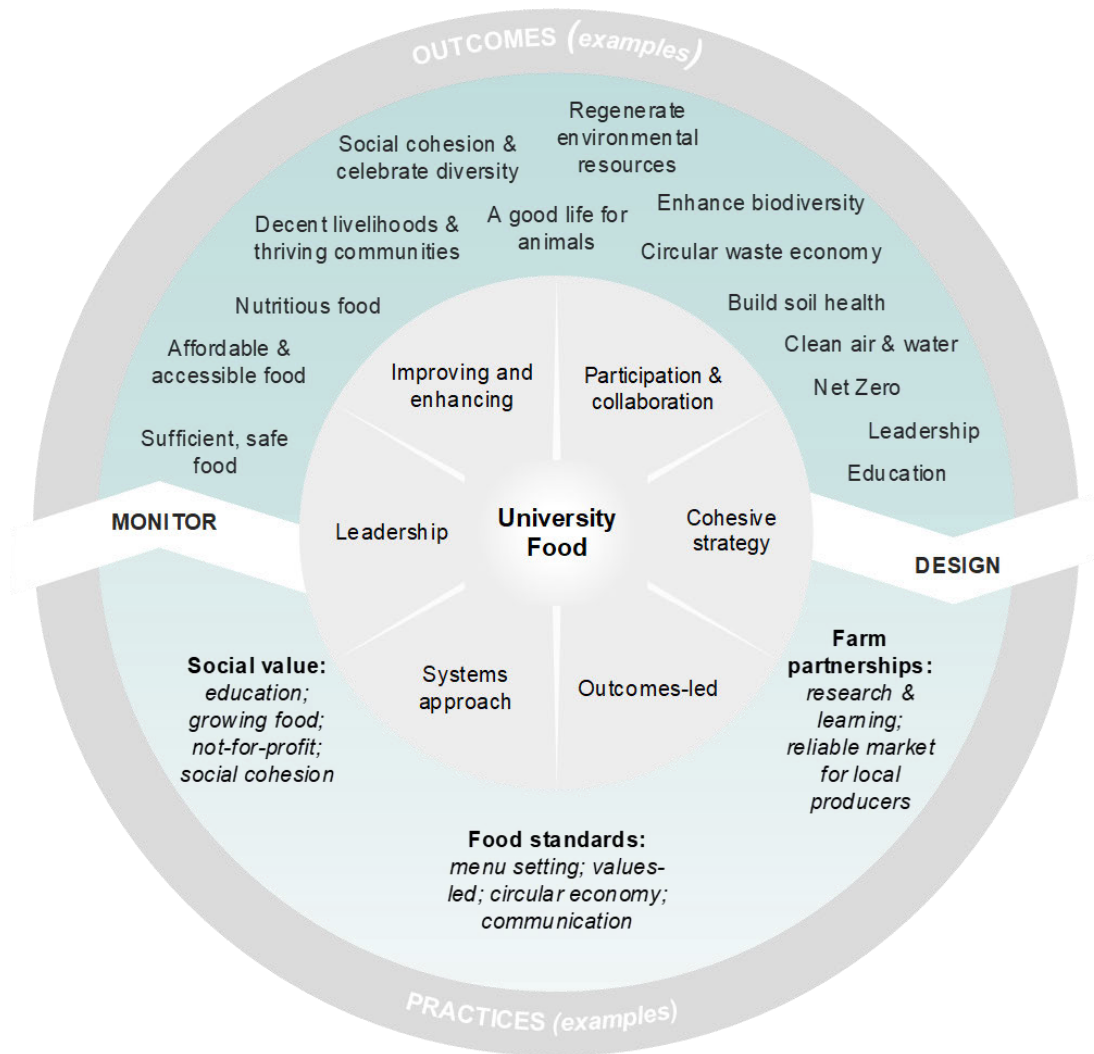 OUTCOMES (examples)
Regenerate
environmental
resources
Social cohesion &
celebrate diversity
Enhance biodiversity
A good life for
animals
Decent livelihoods &
thriving communities
Circular waste economy
Nutritious food
Build soil health
Affordable &
accessible food
Clean air & water
Net Zero
Sufficient, safe
food
Leadership
Education
Improving and
enhancing
Participation &
collaboration
MONITOR
Leadership
University
Food
Cohesive
strategy
DESIGN
Systems
approach
Outcomes-led
Social value:
education;
growing food;
not-for-profit;
social cohesion
Farm
partnerships:
research &
learning;
reliable market
for local
producers
Food standards:
menu setting; values-
led; circular economy;
communication
PRACTICES (examples)